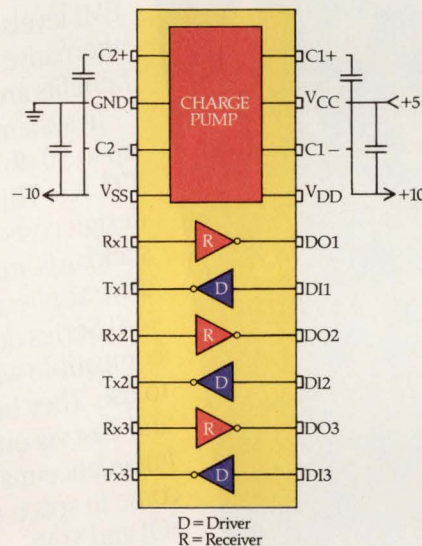 C2+ C1+
GND CHARGE PUMP VCC +5
C2− C1−
−10 VSS VDD +10
Rx1 R DO1
Tx1 D DI1
Rx2 R DO2
Tx2 D DI2
Rx3 R DO3
Tx3 D DI3
D = Driver
R = Receiver